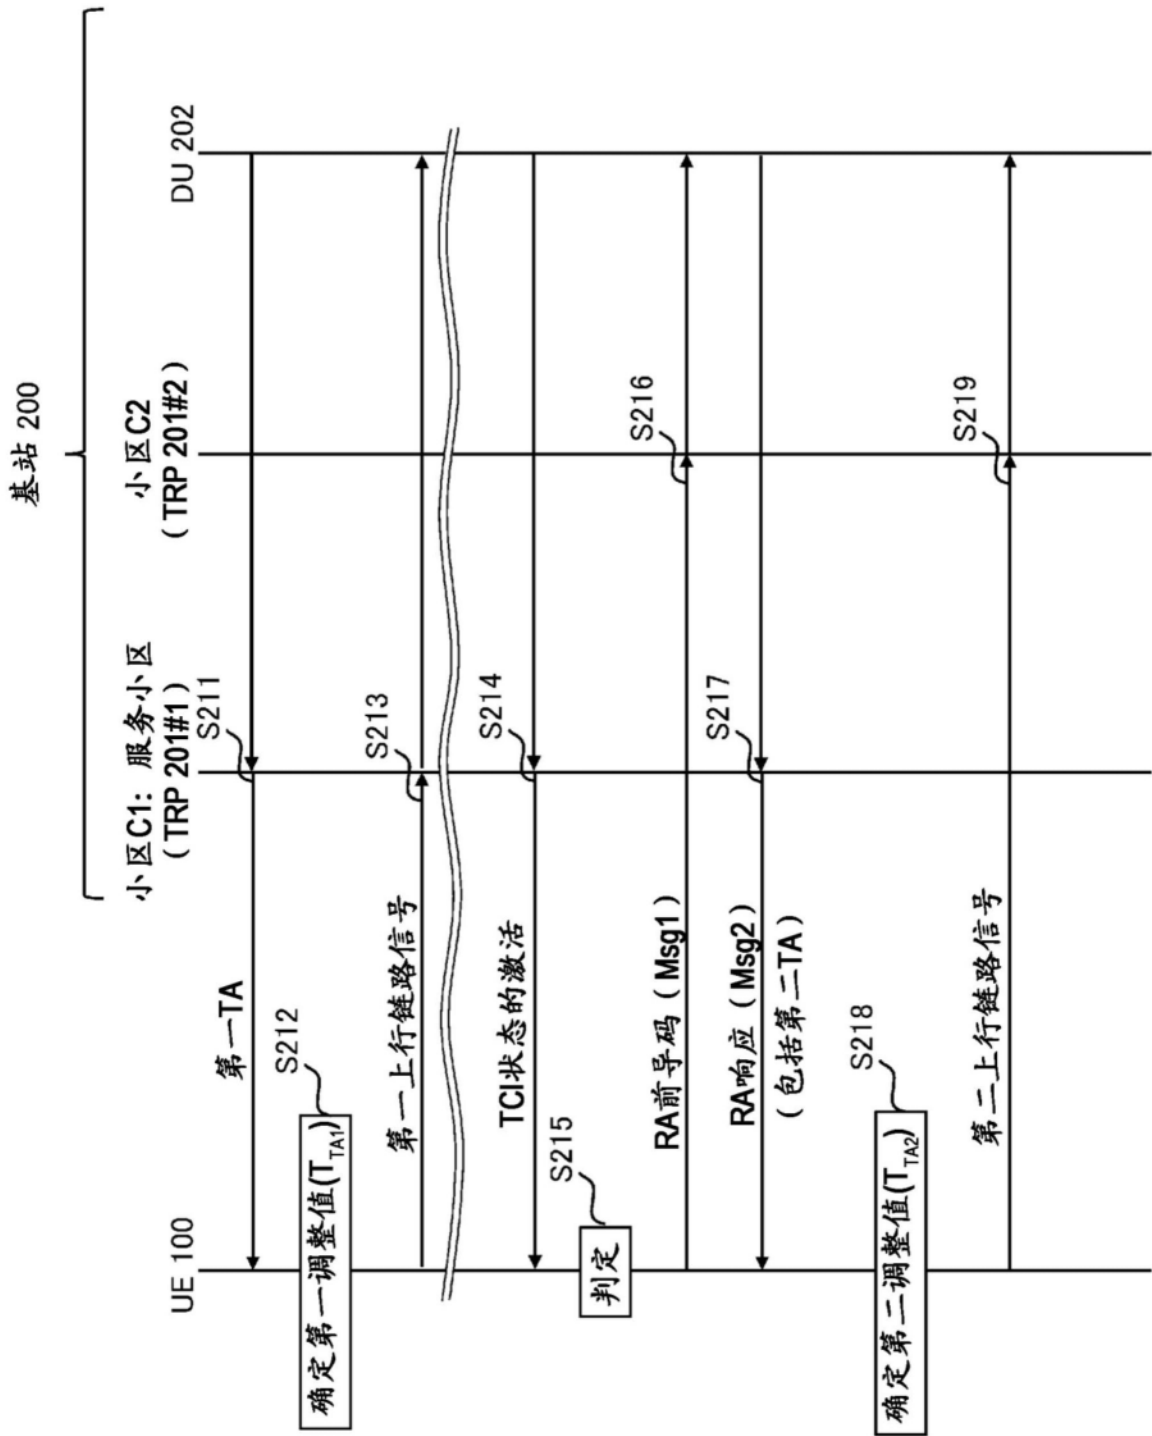 基站 200
UE 100
小区C1: 服务小区
(TRP 201#1)
小区C2
(TRP 201#2)
DU 202
第一TA
S211
确定第一调整值(T_TA1)
S212
第一上行链路信号
S213
TCI状态的激活
S214
判定
S215
RA前导码(Msg1)
S216
RA响应(Msg2)
(包括第二TA)
S217
确定第二调整值(T_TA2)
S218
第二上行链路信号
S219